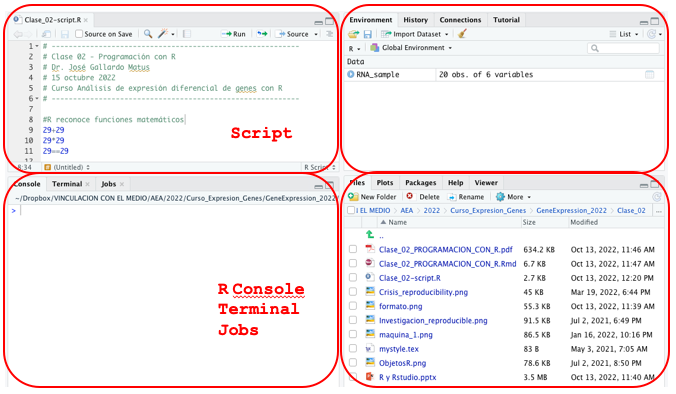 Clase_02-script.R
Source on Save
Run
Source
1 # ------------------------------------------------------
2 # Clase 02 - Programación con R
3 # Dr. José Gallardo Matus
4 # 15 octubre 2022
5 # Curso Análisis de expresión diferencial de genes con R
6 # ------------------------------------------------------
7
8 #R reconoce funciones matemáticos
9 29+29
10 29*29
11 29==29
12
8:34 (Untitled) R Script
Script
Environment History Connections Tutorial
Import Dataset List
R Global Environment
Data
RNA_sample 20 obs. of 6 variables
Console Terminal Jobs
~/Dropbox/VINCULACION CON EL MEDIO/AEA/2022/Curso_Expresion_Genes/GeneExpression_2022
>
R Console
Terminal
Jobs
Files Plots Packages Help Viewer
New Folder Delete Rename More
I EL MEDIO AEA 2022 Curso_Expresion_Genes GeneExpression_2022 Clase_02 ...
Name Size Modified
..
Clase_02_PROGRAMACION_CON_R.pdf 634.2 KB Oct 13, 2022, 11:46 AM
Clase_02_PROGRAMACION_CON_R.Rmd 6.7 KB Oct 13, 2022, 11:47 AM
Clase_02-script.R 2.7 KB Oct 13, 2022, 12:20 PM
Crisis_reproducibility.png 45 KB Mar 19, 2022, 6:44 PM
formato.png 55.3 KB Oct 13, 2022, 11:39 AM
Investigacion_reproducible.png 91.5 KB Jul 2, 2021, 6:49 PM
maquina_1.png 86.5 KB Jan 16, 2022, 10:16 PM
mystyle.tex 83 B May 3, 2021, 7:05 AM
ObjetosR.png 78.6 KB Jul 2, 2021, 8:50 PM
R y Rstudio.pptx 3.5 MB Oct 13, 2022, 11:40 AM